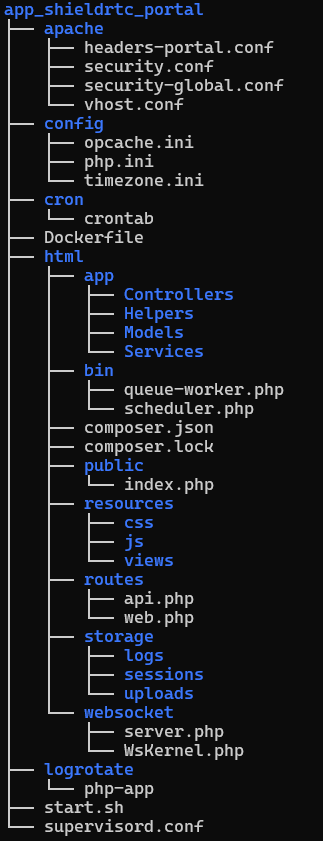 app_shieldrtc_portal
├── apache
│   ├── headers-portal.conf
│   ├── security.conf
│   ├── security-global.conf
│   └── vhost.conf
├── config
│   ├── opcache.ini
│   ├── php.ini
│   └── timezone.ini
├── cron
│   └── crontab
├── Dockerfile
├── html
│   ├── app
│   │   ├── Controllers
│   │   ├── Helpers
│   │   ├── Models
│   │   └── Services
│   ├── bin
│   │   ├── queue-worker.php
│   │   └── scheduler.php
│   ├── composer.json
│   ├── composer.lock
│   ├── public
│   │   └── index.php
│   ├── resources
│   │   ├── css
│   │   ├── js
│   │   └── views
│   ├── routes
│   │   ├── api.php
│   │   └── web.php
│   ├── storage
│   │   ├── logs
│   │   ├── sessions
│   │   └── uploads
│   └── websocket
│       ├── server.php
│       └── WsKernel.php
├── logrotate
│   └── php-app
├── start.sh
└── supervisord.conf